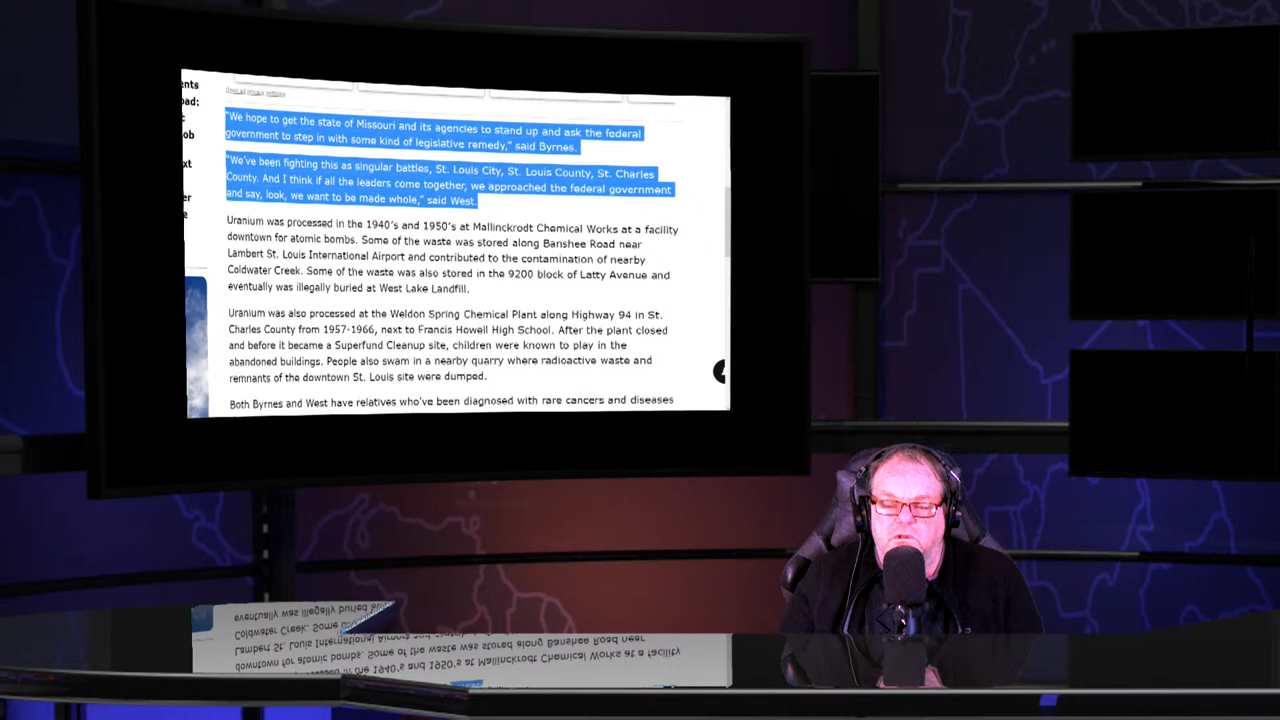 ents
oad:
ob
xt
er
e
“We hope to get the state of Missouri and its agencies to stand up and ask the federal
government to step in with some kind of legislative remedy,” said Byrnes.
“We’ve been fighting this as singular battles, St. Louis City, St. Louis County, St. Charles
County. And I think if all the leaders come together, we approached the federal government
and say, look, we want to be made whole,” said West.
Uranium was processed in the 1940’s and 1950’s at Mallinckrodt Chemical Works at a facility
downtown for atomic bombs. Some of the waste was stored along Banshee Road near
Lambert St. Louis International Airport and contributed to the contamination of nearby
Coldwater Creek. Some of the waste was also stored in the 9200 block of Latty Avenue and
eventually was illegally buried at West Lake Landfill.
Uranium was also processed at the Weldon Spring Chemical Plant along Highway 94 in St.
Charles County from 1957-1966, next to Francis Howell High School. After the plant closed
and before it became a Superfund Cleanup site, children were known to play in the
abandoned buildings. People also swam in a nearby quarry where radioactive waste and
remnants of the downtown St. Louis site were dumped.
Both Byrnes and West have relatives who’ve been diagnosed with rare cancers and diseases